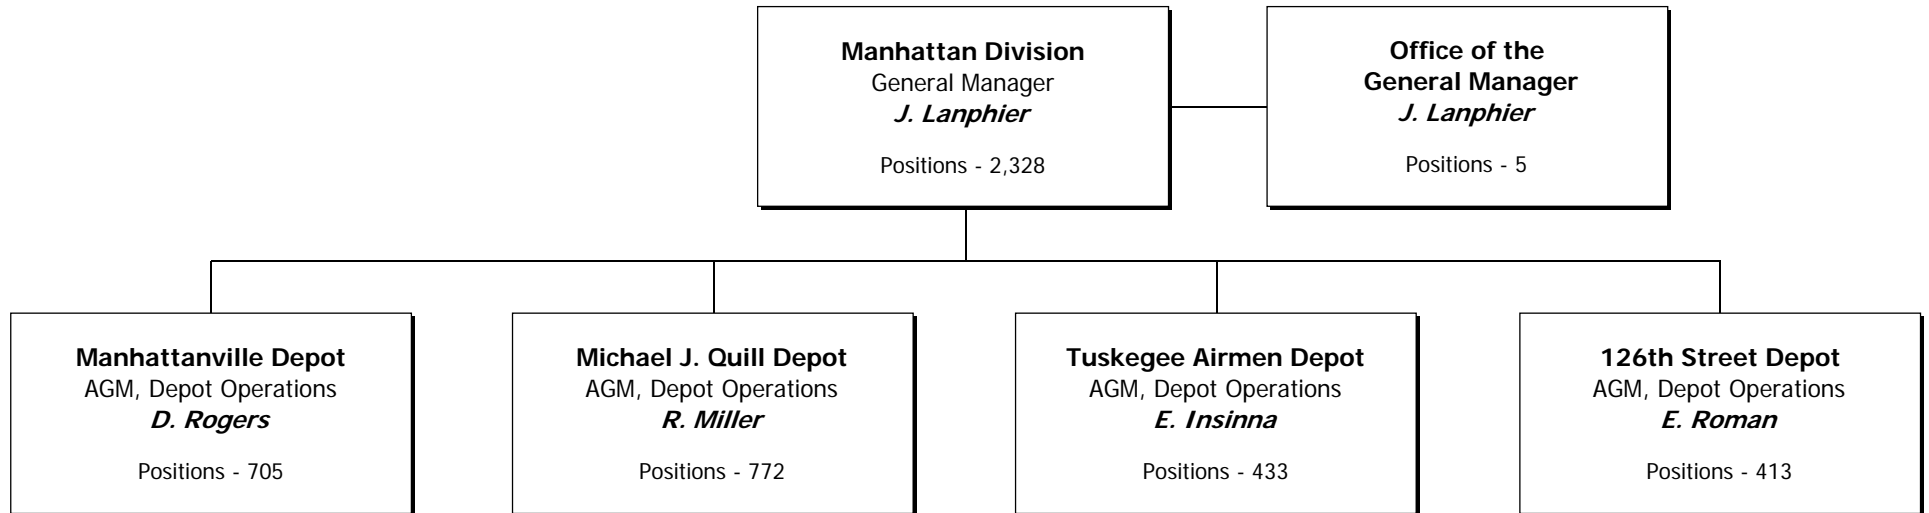 Manhattan Division
General Manager
J. Lanphier
Positions - 2,328
Office of the
General Manager
J. Lanphier
Positions - 5
Manhattanville Depot
AGM, Depot Operations
D. Rogers
Positions - 705
Michael J. Quill Depot
AGM, Depot Operations
R. Miller
Positions - 772
Tuskegee Airmen Depot
AGM, Depot Operations
E. Insinna
Positions - 433
126th Street Depot
AGM, Depot Operations
E. Roman
Positions - 413